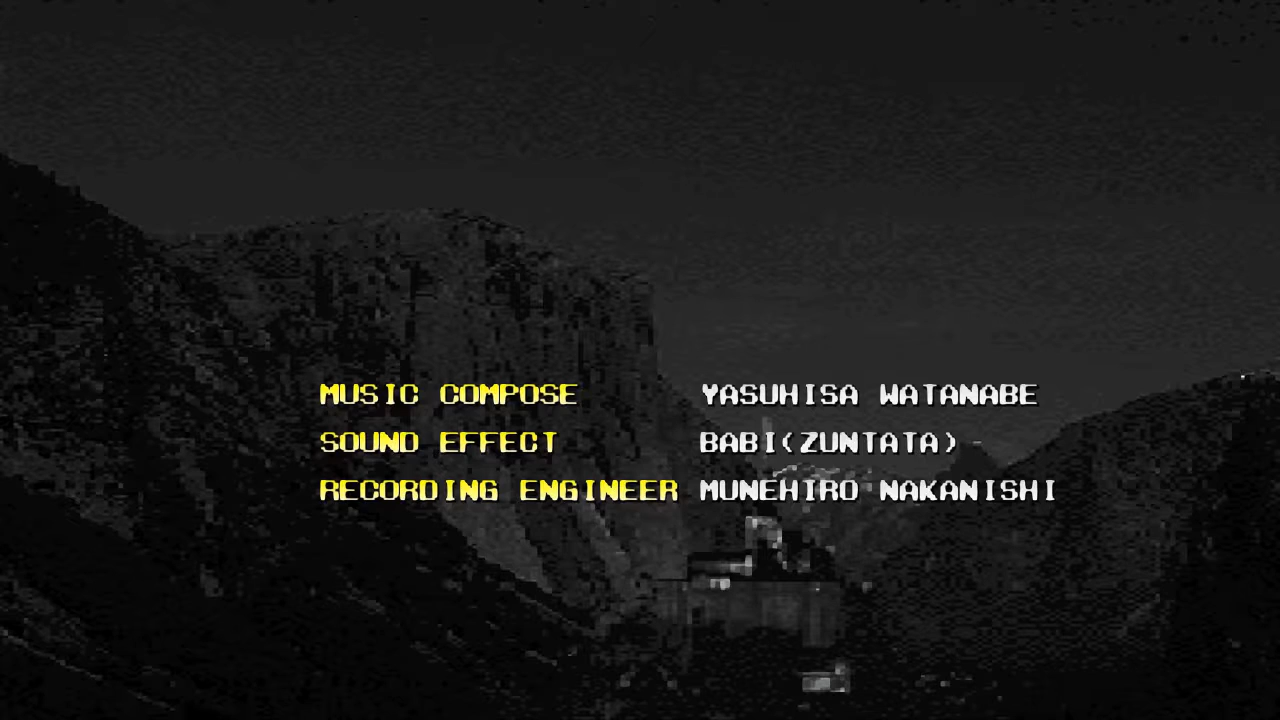 MUSIC COMPOSE YASUHISA WATANABE
SOUND EFFECT BABI(ZUNTATA)
RECORDING ENGINEER MUNEHIRO NAKANISHI